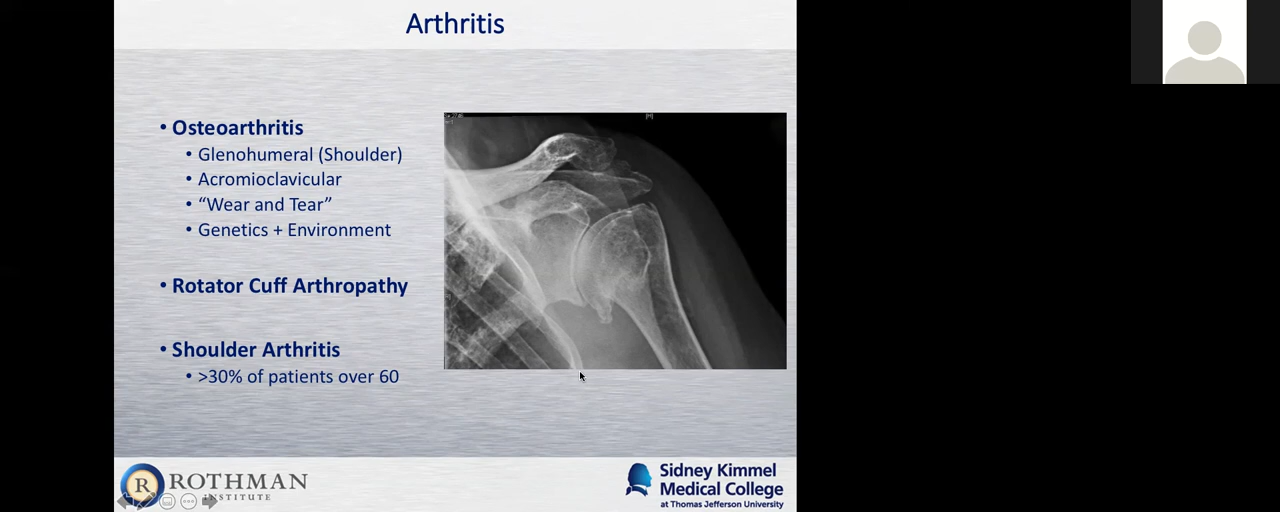 Arthritis
• Osteoarthritis
• Glenohumeral (Shoulder)
• Acromioclavicular
• “Wear and Tear”
• Genetics + Environment
• Rotator Cuff Arthropathy
• Shoulder Arthritis
• >30% of patients over 60
[H]
R ROTHMAN
INSTITUTE
Sidney Kimmel
Medical College
at Thomas Jefferson University